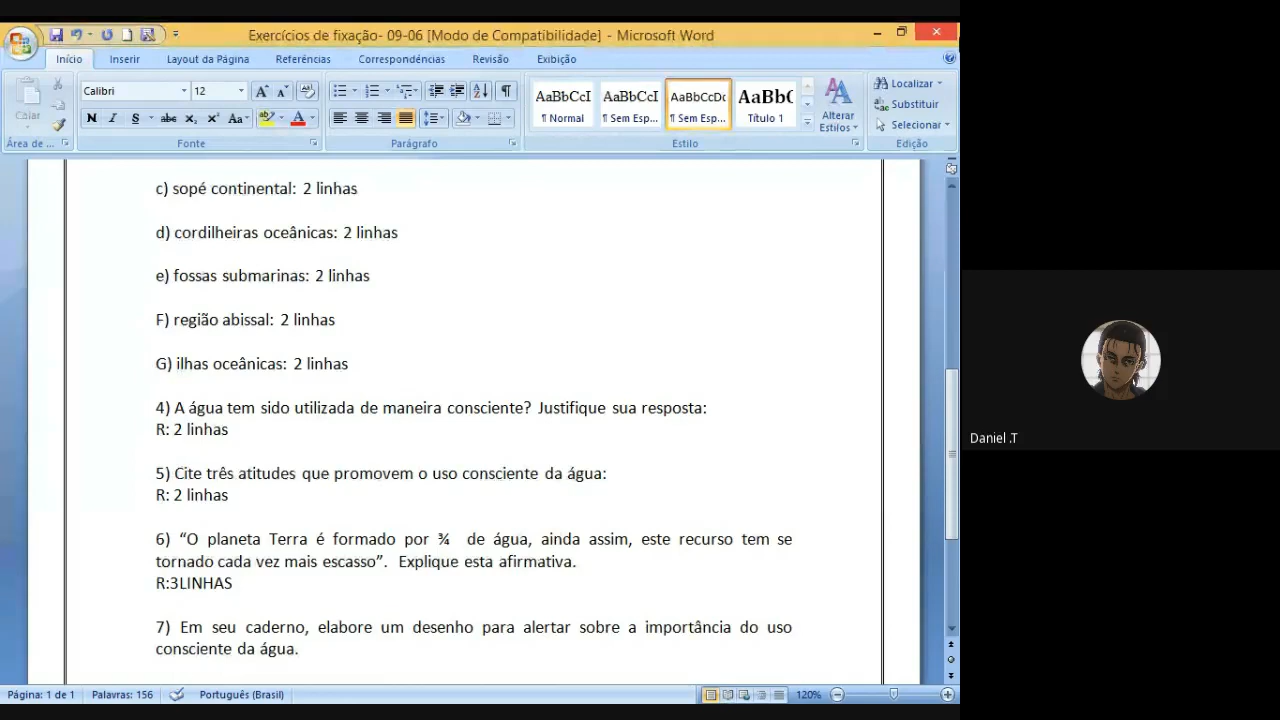 Exercícios de fixação- 09-06 [Modo de Compatibilidade] - Microsoft Word
Início Inserir Layout da Página Referências Correspondências Revisão Exibição
Calibri 12
Colar
Área de...
N I S abc x₂ x² Aa
Fonte
Parágrafo
AaBbCcI AaBbCcI AaBbCcDc AaBbC
¶ Normal ¶ Sem Esp... ¶ Sem Esp... Título 1
Alterar
Estilos
Estilo
Localizar
Substituir
Selecionar
Edição
c) sopé continental: 2 linhas
d) cordilheiras oceânicas: 2 linhas
e) fossas submarinas: 2 linhas
F) região abissal: 2 linhas
G) ilhas oceânicas: 2 linhas
4) A água tem sido utilizada de maneira consciente? Justifique sua resposta:
R: 2 linhas
5) Cite três atitudes que promovem o uso consciente da água:
R: 2 linhas
6) “O planeta Terra é formado por ¾ de água, ainda assim, este recurso tem se
tornado cada vez mais escasso”. Explique esta afirmativa.
R:3LINHAS
7) Em seu caderno, elabore um desenho para alertar sobre a importância do uso
consciente da água.
Daniel .T
Página: 1 de 1 Palavras: 156 Português (Brasil) 120%